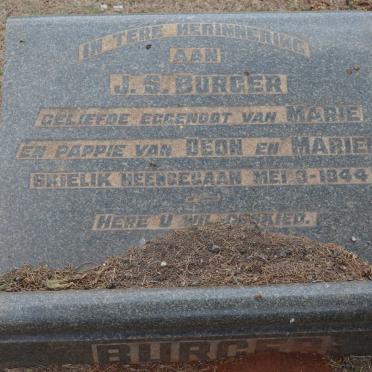 IN TERE HERINNERING
AAN
J. S. BURGER
GELIEFDE EGGENOOT VAN MARIE
EN PAPPIE VAN DEON EN MARIE
SKIELIK HEENGEGAAN MEI 3-1944
HERE U WIL GESKIED.
BURGER